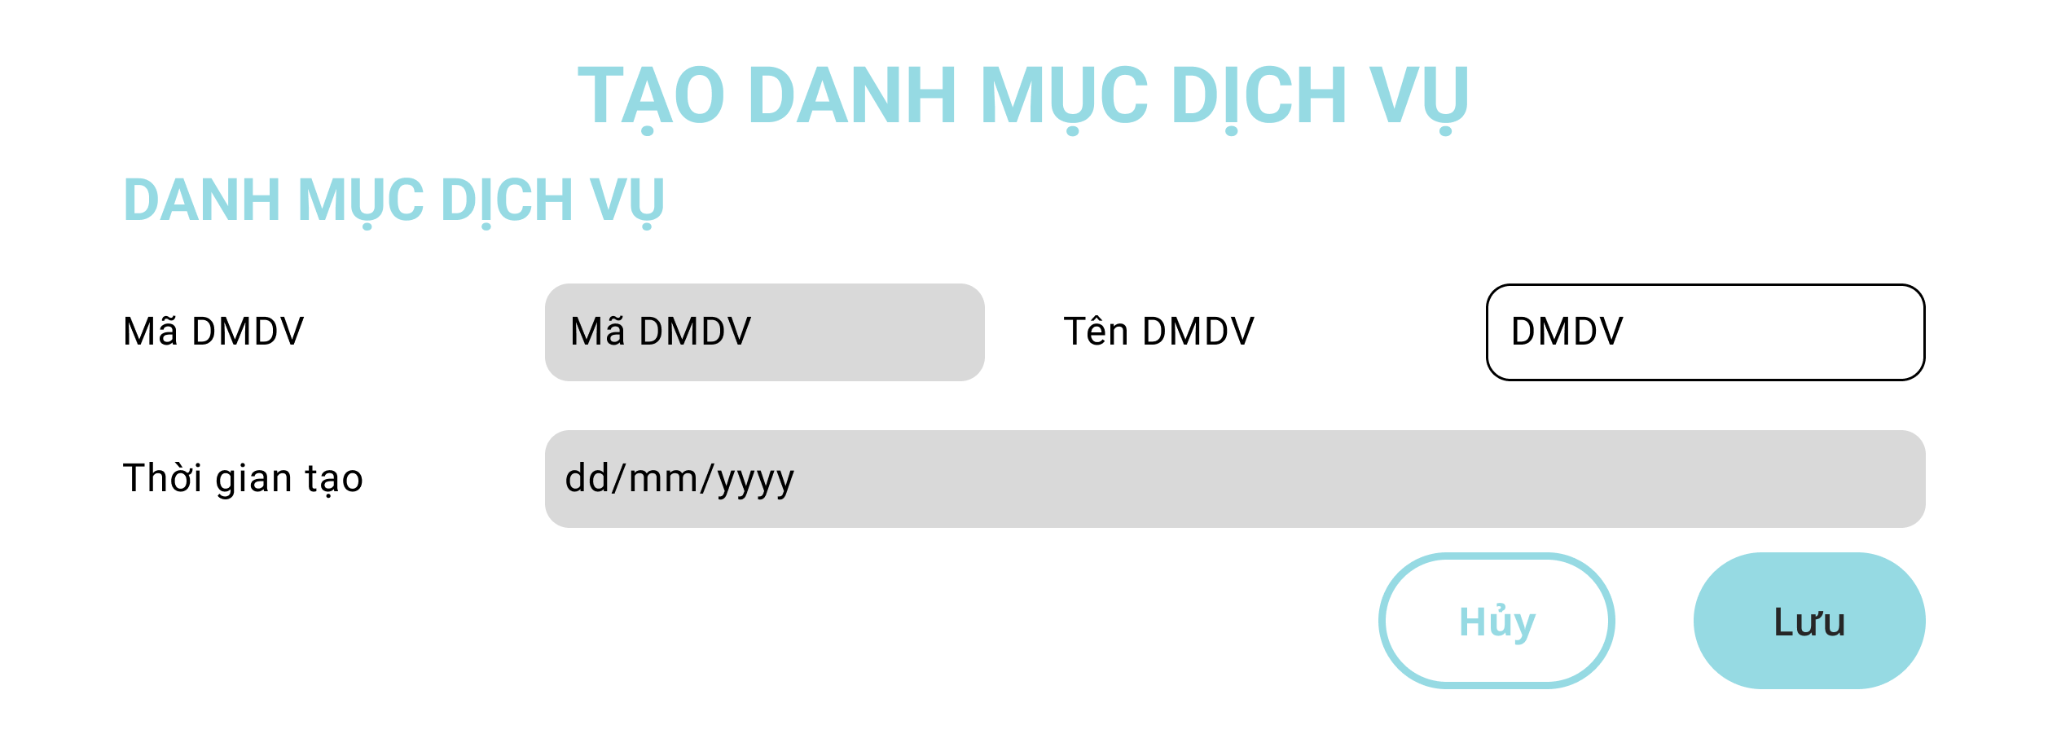 TẠO DANH MỤC DỊCH VỤ
DANH MỤC DỊCH VỤ
Mã DMDV Mã DMDV Tên DMDV DMDV
Thời gian tạo dd/mm/yyyy
Hủy Lưu